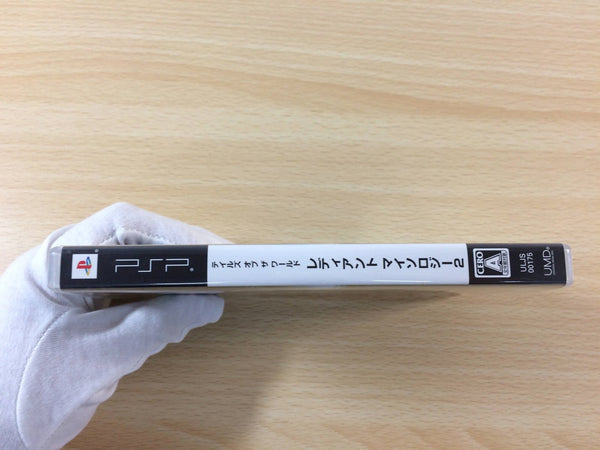 PSP
テイルズ オブ ザ ワールド
レディアント マイソロジー2
CERO
A
ULJS
00175
UMD